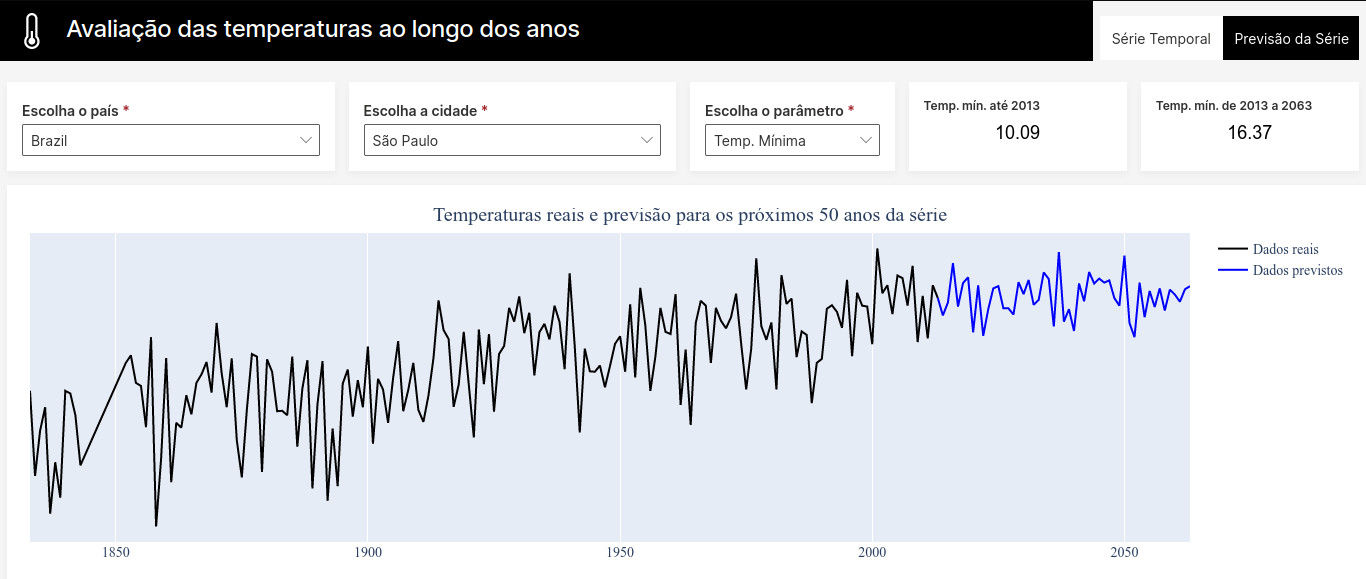 Avaliação das temperaturas ao longo dos anos
Série Temporal
Previsão da Série
Escolha o país *
Brazil
Escolha a cidade *
São Paulo
Escolha o parâmetro *
Temp. Mínima
Temp. mín. até 2013
10.09
Temp. mín. de 2013 a 2063
16.37
Temperaturas reais e previsão para os próximos 50 anos da série
Dados reais
Dados previstos
1850
1900
1950
2000
2050